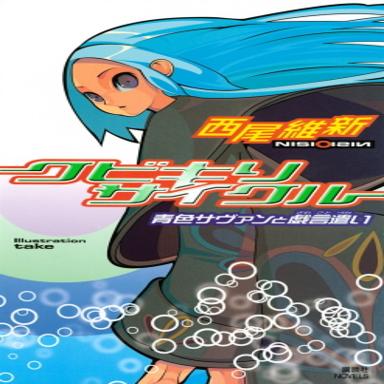 西尾維新
NISIOISIN
クビキリ
サイクル
青色サヴァンと戯言遣い
Illustration
take
講談社
NOVELS